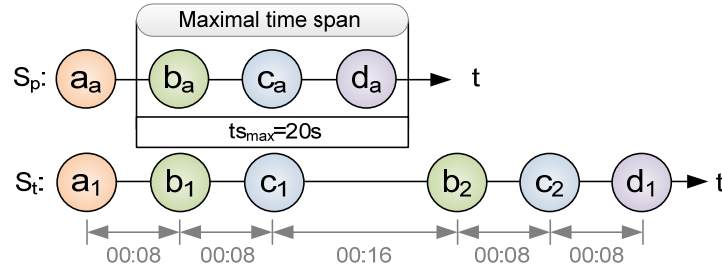 Maximal time span
Sp: aa ba ca da t
tsmax=20s
St: a1 b1 c1 b2 c2 d1 t
00:08 00:08 00:16 00:08 00:08